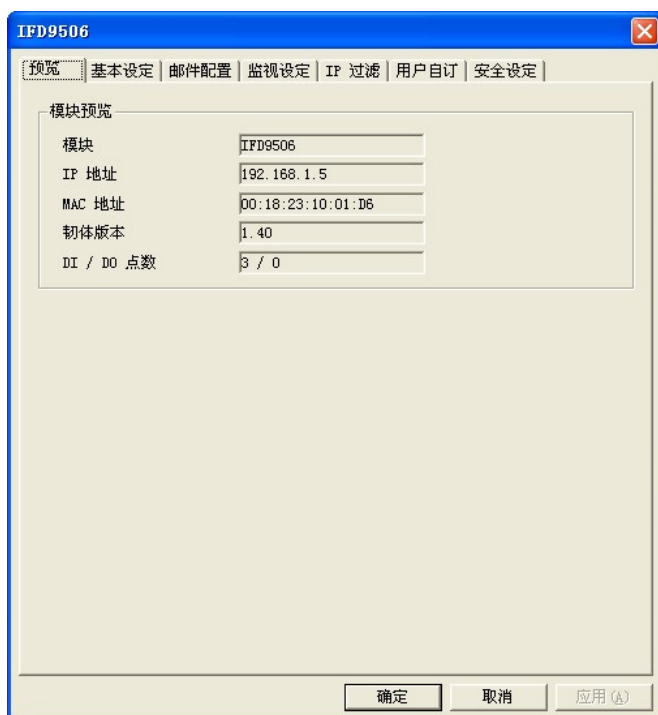 IFD9506
预览 基本设定 邮件配置 监视设定 IP 过滤 用户自订 安全设定
模块预览
模块 IFD9506
IP 地址 192.168.1.5
MAC 地址 00:18:23:10:01:D6
韧体版本 1.40
DI / DO 点数 3 / 0
确定 取消 应用(A)